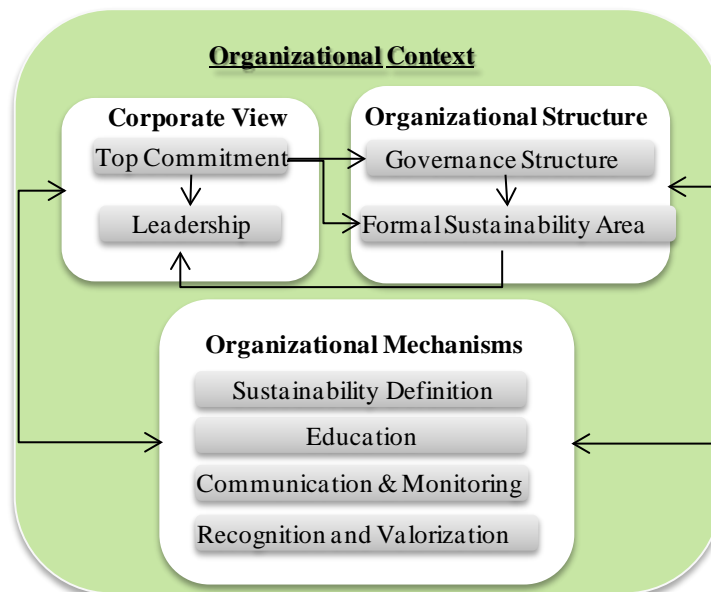 Organizational Context
Corporate View
Top Commitment
Leadership
Organizational Structure
Governance Structure
Formal Sustainability Area
Organizational Mechanisms
Sustainability Definition
Education
Communication & Monitoring
Recognition and Valorization